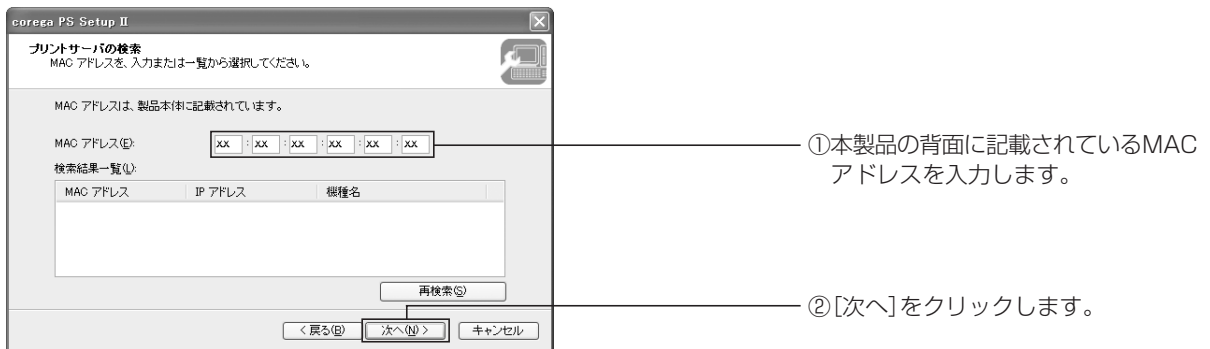 corega PS Setup II
プリントサーバの検索
MAC アドレスを、入力または一覧から選択してください。
MAC アドレスは、製品本体に記載されています。
MAC アドレス(E):
xx : xx : xx : xx : xx : xx
検索結果一覧(L):
MAC アドレス IP アドレス 機種名
再検索(S)
< 戻る(B) 次へ(N) > キャンセル
①本製品の背面に記載されているMAC
アドレスを入力します。
②[次へ]をクリックします。